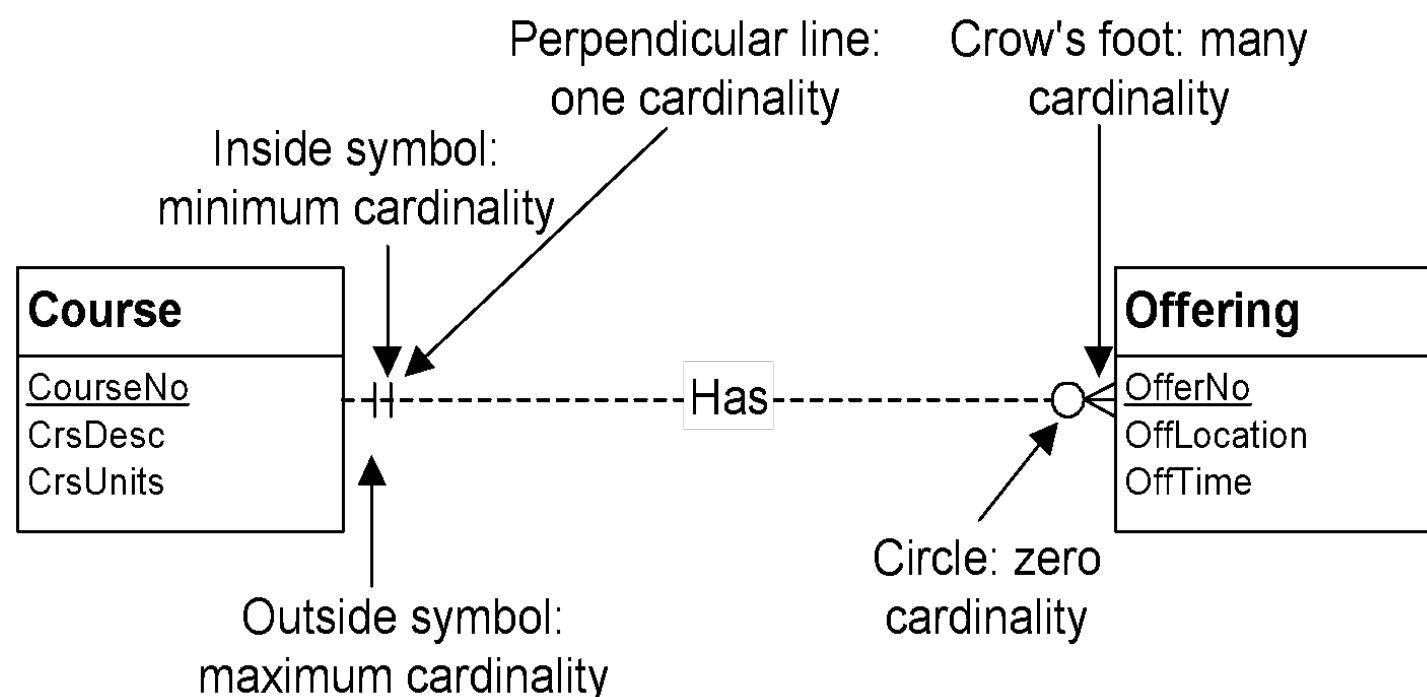 Perpendicular line:
one cardinality
Crow's foot: many
cardinality
Inside symbol:
minimum cardinality
Course
CourseNo
CrsDesc
CrsUnits
Has
Offering
OfferNo
OffLocation
OffTime
Outside symbol:
maximum cardinality
Circle: zero
cardinality